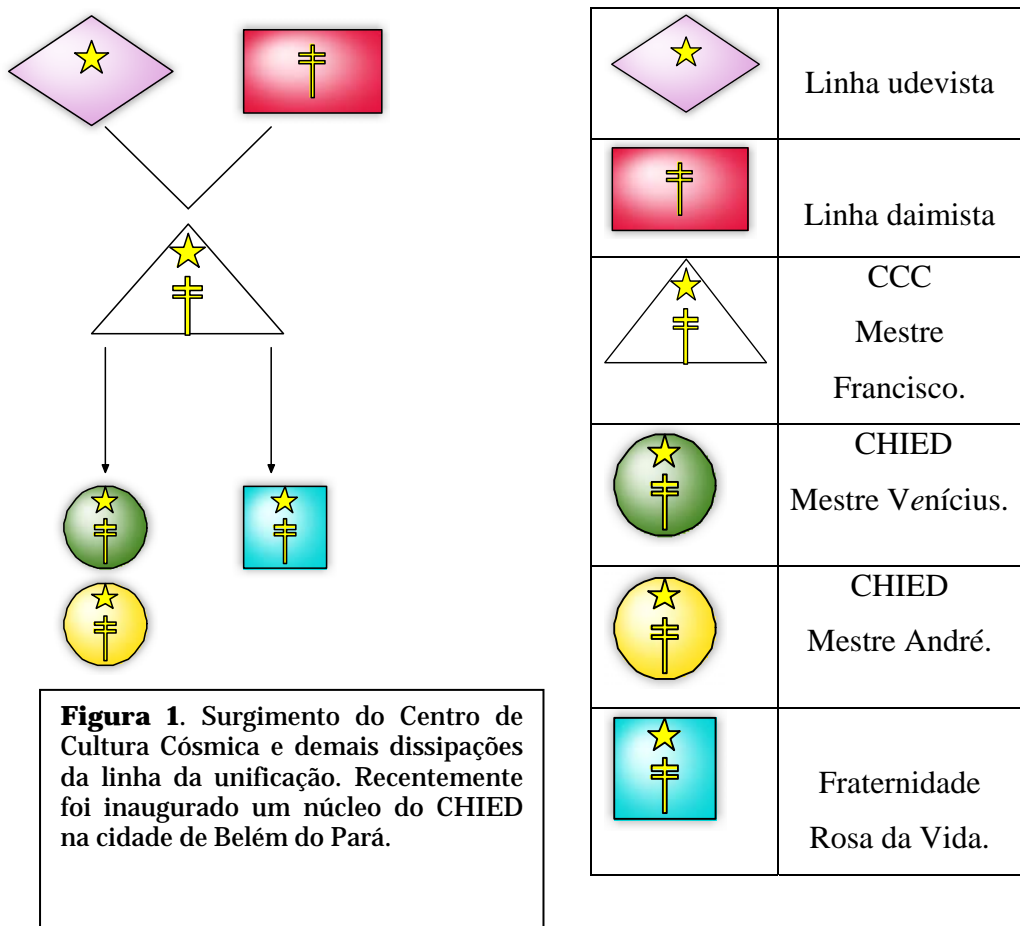 Figura 1. Surgimento do Centro de
Cultura Cósmica e demais dissipações
da linha da unificação. Recentemente
foi inaugurado um núcleo do CHIED
na cidade de Belém do Pará.
Linha udevista
Linha daimista
CCC
Mestre
Francisco.
CHIED
Mestre Venícius.
CHIED
Mestre André.
Fraternidade
Rosa da Vida.